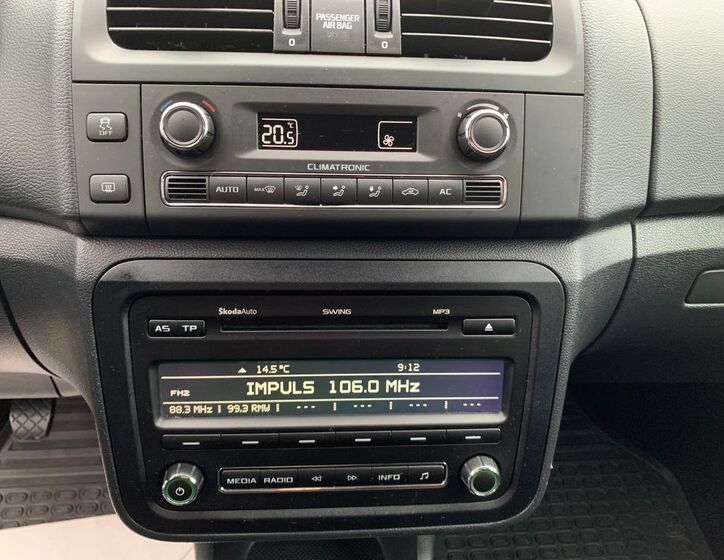 PASSENGER
AIR BAG
0 0
OFF
20.5 °C
CLIMATRONIC
AUTO MAX AC
ŠkodaAuto SWING MP3
AS TP
14.5 °C 9:12
FM2 IMPULS 106.0 MHz
88.3 MHz | 99.3 RMW | --- | --- | --- | ---
MEDIA RADIO INFO